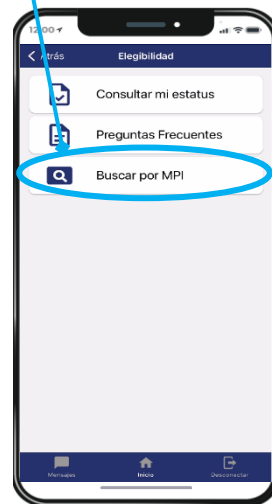 12:00
Atrás Elegibilidad
Consultar mi estatus
Preguntas Frecuentes
Buscar por MPI
Mensajes Inicio Desconectar